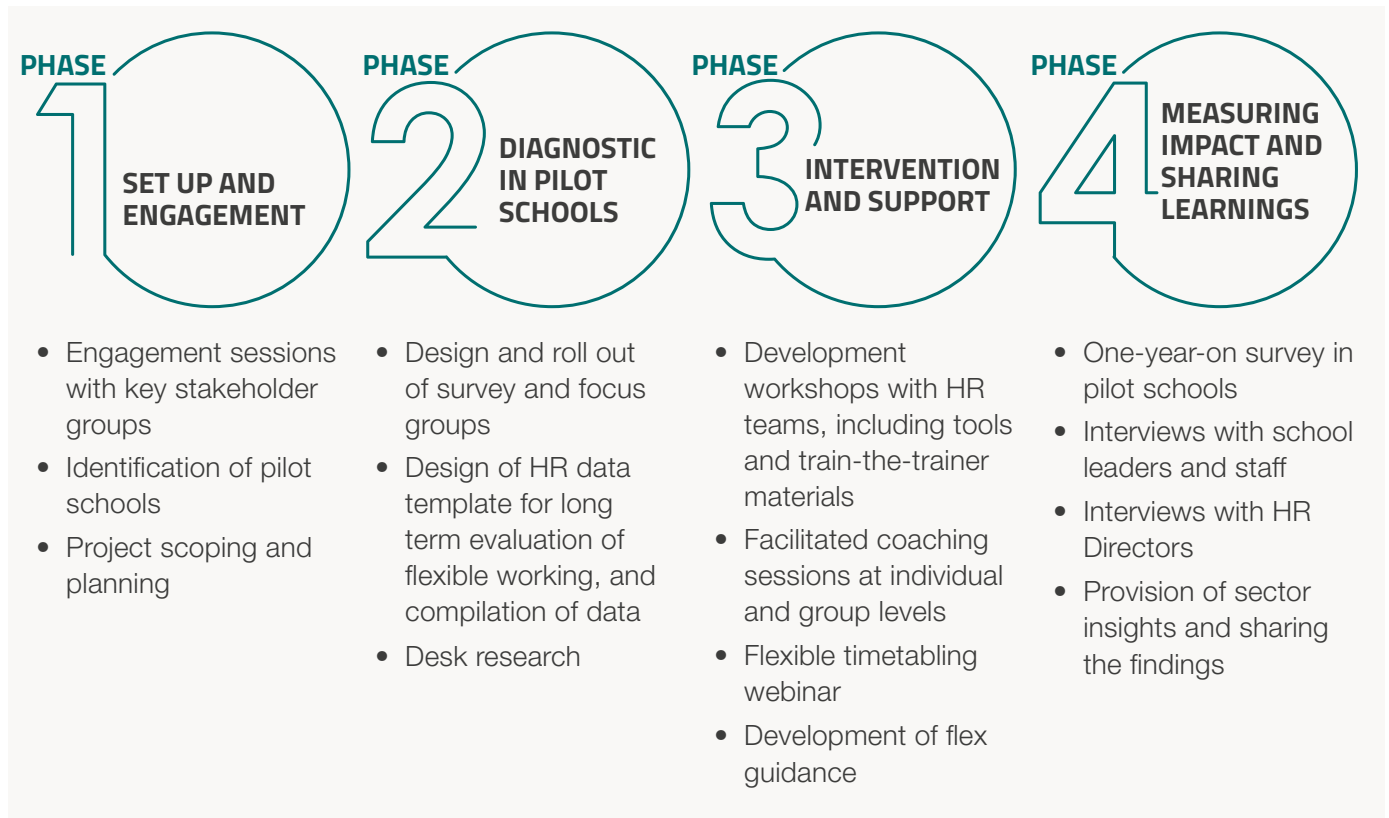 PHASE
1
SET UP AND
ENGAGEMENT
• Engagement sessions
with key stakeholder
groups
• Identification of pilot
schools
• Project scoping and
planning
PHASE
2
DIAGNOSTIC
IN PILOT
SCHOOLS
• Design and roll out
of survey and focus
groups
• Design of HR data
template for long
term evaluation of
flexible working, and
compilation of data
• Desk research
PHASE
3
INTERVENTION
AND SUPPORT
• Development
workshops with HR
teams, including tools
and train-the-trainer
materials
• Facilitated coaching
sessions at individual
and group levels
• Flexible timetabling
webinar
• Development of flex
guidance
PHASE
4
MEASURING
IMPACT AND
SHARING
LEARNINGS
• One-year-on survey in
pilot schools
• Interviews with school
leaders and staff
• Interviews with HR
Directors
• Provision of sector
insights and sharing
the findings